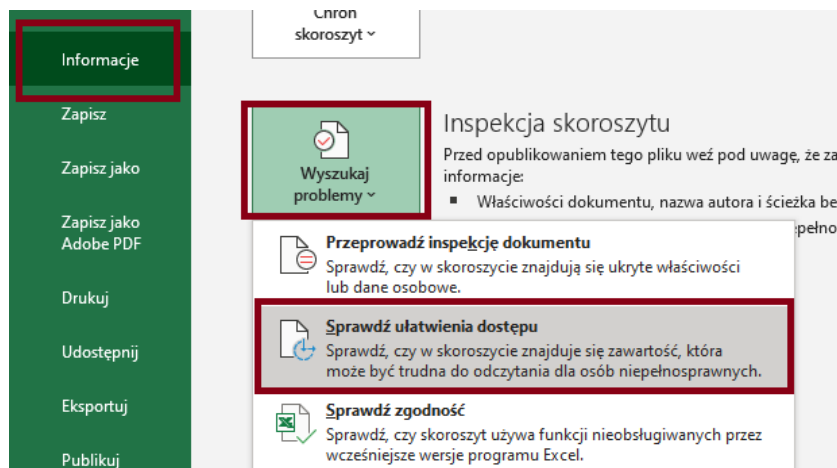 Informacje
Zapisz
Zapisz jako
Zapisz jako
Adobe PDF
Drukuj
Udostępnij
Eksportuj
Publikuj
Chroń
skoroszyt
Wyszukaj
problemy
Inspekcja skoroszytu
Przed opublikowaniem tego pliku weź pod uwagę, że
informacje:
▪ Właściwości dokumentu, nazwa autora i ścieżka
Przeprowadź inspekcję dokumentu
Sprawdź, czy w skoroszycie znajdują się ukryte właściwości
lub dane osobowe.
Sprawdź ułatwienia dostępu
Sprawdź, czy w skoroszycie znajduje się zawartość, która
może być trudna do odczytania dla osób niepełnosprawnych.
Sprawdź zgodność
Sprawdź, czy skoroszyt używa funkcji nieobsługiwanych przez
wcześniejsze wersje programu Excel.